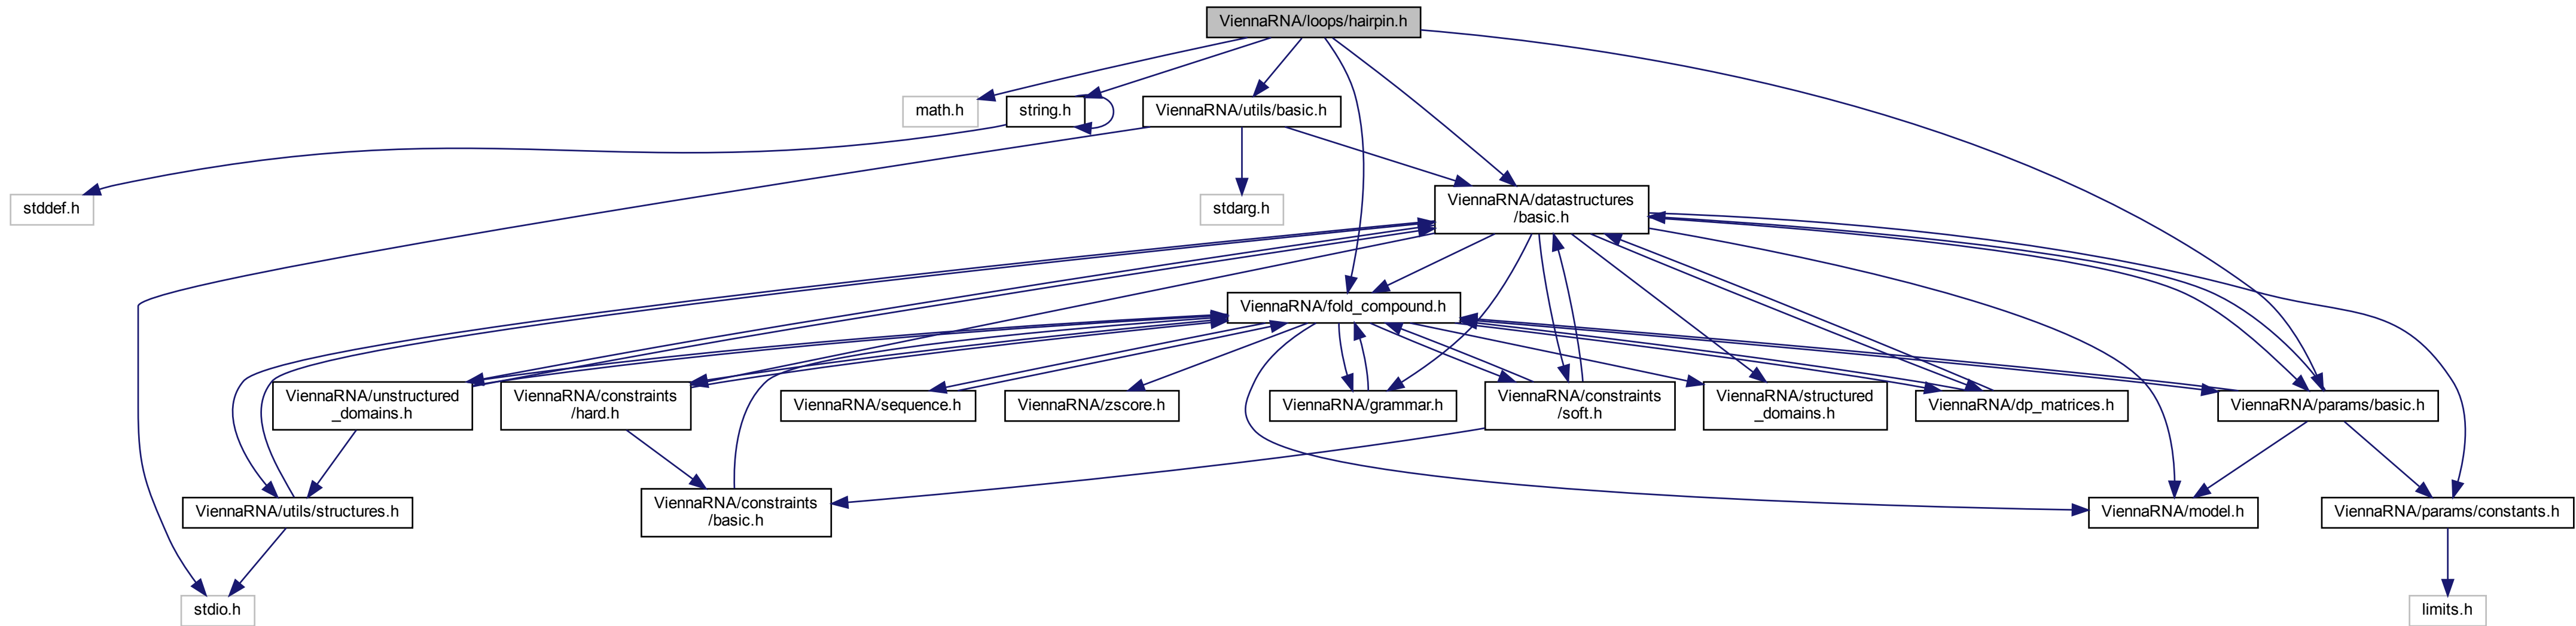 ViennaRNA/loops/hairpin.h
math.h
string.h
ViennaRNA/utils/basic.h
stddef.h
stdarg.h
ViennaRNA/datastructures
/basic.h
ViennaRNA/fold_compound.h
ViennaRNA/unstructured
_domains.h
ViennaRNA/constraints
/hard.h
ViennaRNA/sequence.h
ViennaRNA/zscore.h
ViennaRNA/grammar.h
ViennaRNA/constraints
/soft.h
ViennaRNA/structured
_domains.h
ViennaRNA/dp_matrices.h
ViennaRNA/params/basic.h
ViennaRNA/utils/structures.h
ViennaRNA/constraints
/basic.h
ViennaRNA/model.h
ViennaRNA/params/constants.h
stdio.h
limits.h